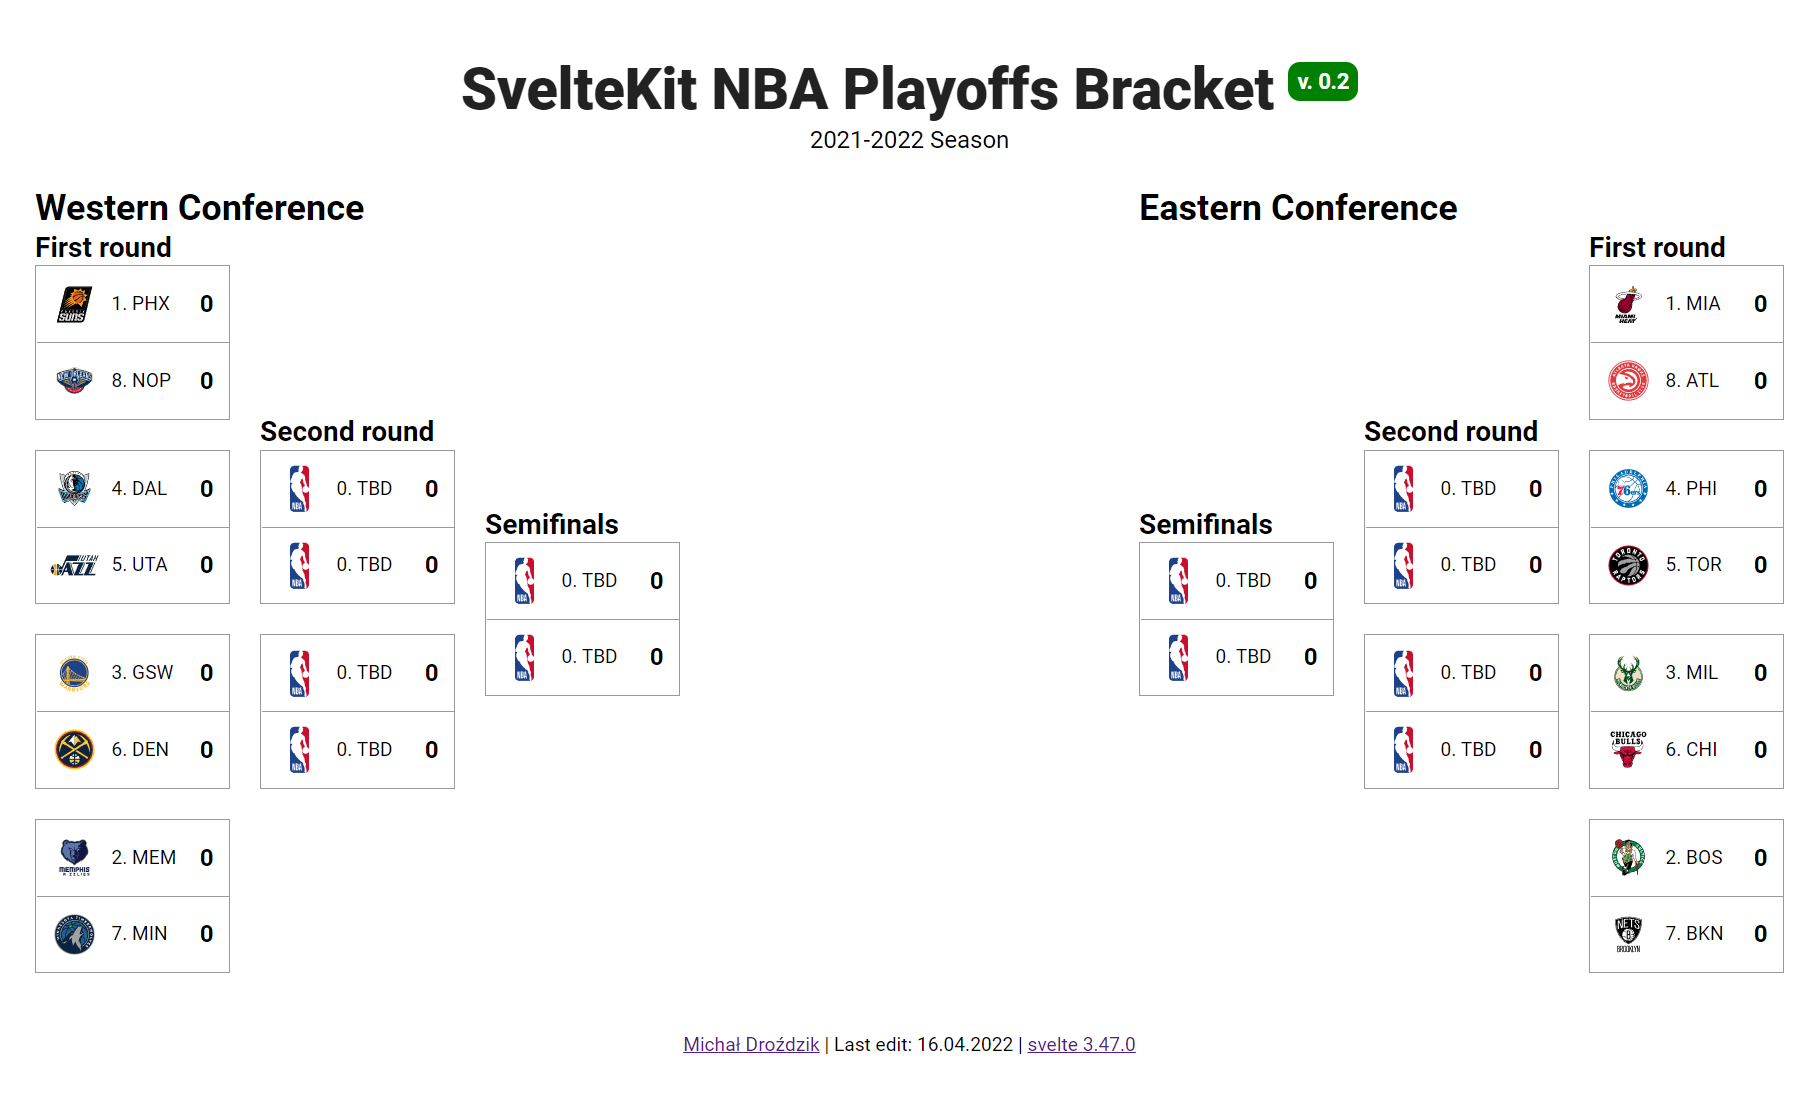 SvelteKit NBA Playoffs Bracket v. 0.2
2021-2022 Season
Western Conference
First round
1. PHX 0
8. NOP 0
4. DAL 0
5. UTA 0
3. GSW 0
6. DEN 0
2. MEM 0
7. MIN 0
Second round
0. TBD 0
0. TBD 0
0. TBD 0
0. TBD 0
Semifinals
0. TBD 0
0. TBD 0
Eastern Conference
Semifinals
0. TBD 0
0. TBD 0
Second round
0. TBD 0
0. TBD 0
0. TBD 0
0. TBD 0
First round
1. MIA 0
8. ATL 0
4. PHI 0
5. TOR 0
3. MIL 0
6. CHI 0
2. BOS 0
7. BKN 0
Michał Droździk | Last edit: 16.04.2022 | svelte 3.47.0